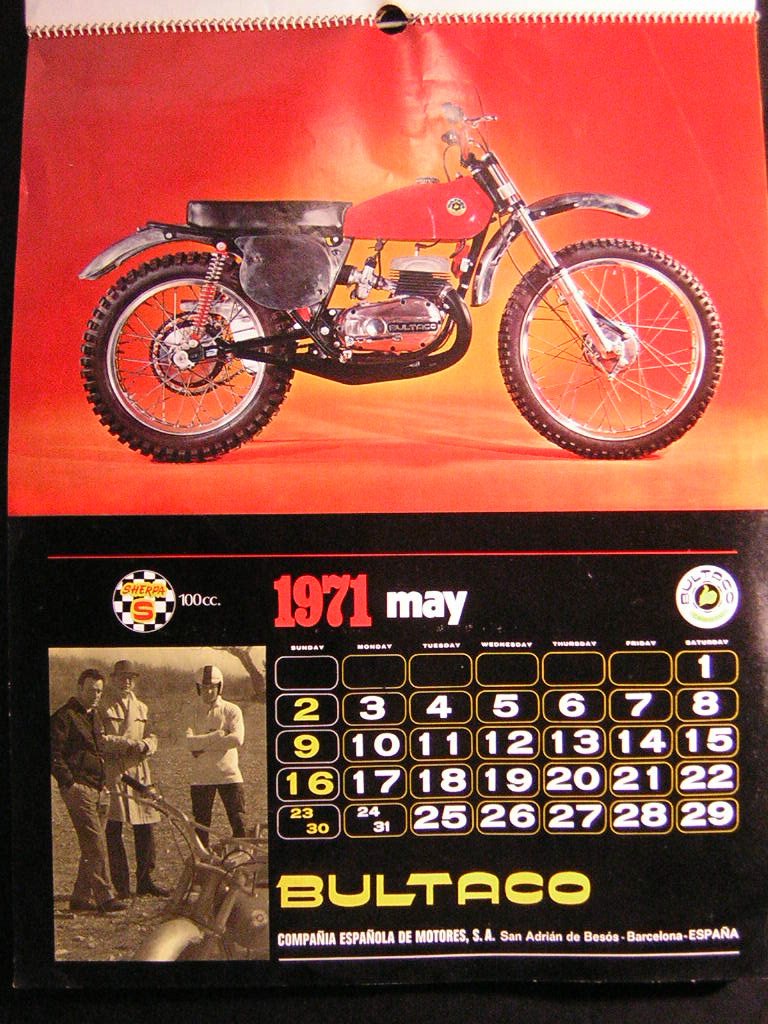 BULTACO
SHERPA
S
100cc.
1971 may
BULTACO
SUNDAY MONDAY TUESDAY WEDNESDAY THURSDAY FRIDAY SATURDAY
1
2 3 4 5 6 7 8
9 10 11 12 13 14 15
16 17 18 19 20 21 22
23 30 24 31 25 26 27 28 29
BULTACO
COMPAÑIA ESPAÑOLA DE MOTORES, S.A. San Adrián de Besós - Barcelona - ESPAÑA